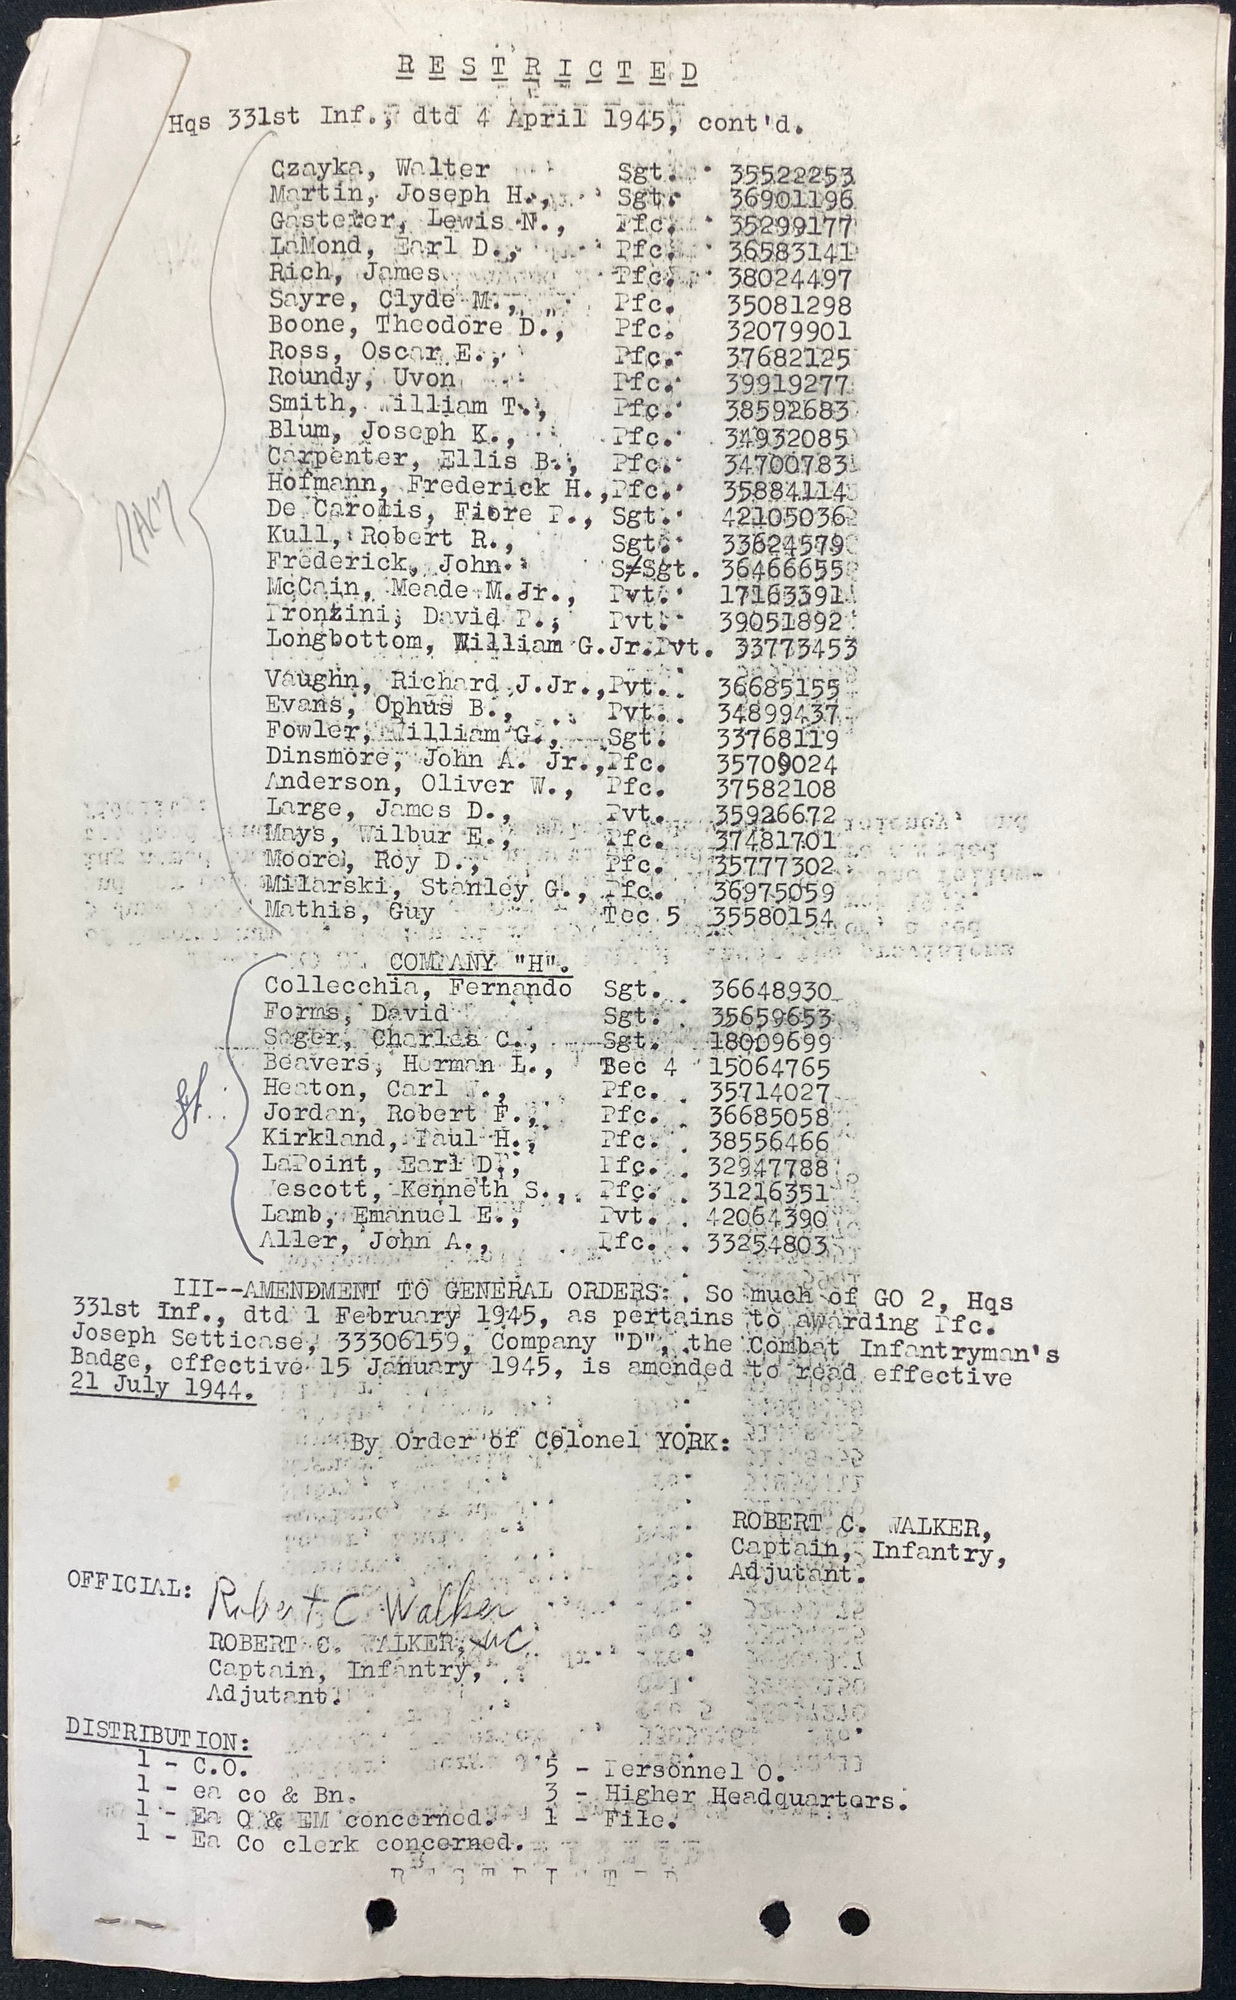 RESTRICTED
Hqs 331st Inf., dtd 4 April 1945, cont'd.
Czayka, Walter Sgt. 35522253
Martin, Joseph H., Sgt. 36901196
Gasterer, Lewis N., Pfc. 35299177
LaMond, Earl D., Pfc. 36583141
Rich, James Pfc. 38024497
Sayre, Clyde M., Pfc. 35081298
Boone, Theodore D., Pfc. 32079901
Ross, Oscar E., Pfc. 37682125
Roundy, Uvon Pfc. 39919277
Smith, William T., Pfc. 38592683
Blum, Joseph K., Pfc. 34932085
Carpenter, Ellis B., Pfc. 34700783
Hofmann, Frederick H., Pfc. 35884114
De Carolis, Fiore P., Sgt. 42105036
Kull, Robert R., Sgt. 33624579
Frederick, John S/Sgt. 36466655
McCain, Meade M.Jr., Pvt. 17163391
Pronzini, David P., Pvt. 39051892
Longbottom, William G.Jr.Pvt. 33773453
Vaughn, Richard J.Jr., Pvt. 36685155
Evans, Ophus B., Pvt. 34899437
Fowler, William G., Sgt. 33768119
Dinsmore, John A. Jr., Pfc. 35709024
Anderson, Oliver W., Pfc. 37582108
Large, James D., Pvt. 35926672
Mays, Wilbur E., Pfc. 37481701
Moore, Roy D., Pfc. 35777302
Milarski, Stanley G., Pfc. 36975059
Mathis, Guy Tec 5 35580154
COMPANY "H".
Collecchia, Fernando Sgt. 36648930
Forms, David Sgt. 35659653
Sager, Charles C., Sgt. 18009699
Beavers, Herman L., Tec 4 15064765
Heaton, Carl W., Pfc. 35714027
Jordan, Robert F., Pfc. 36685058
Kirkland, Paul H., Pfc. 38556466
LaPoint, Earl D., Pfc. 32947788
Wescott, Kenneth S., Pfc. 31216351
Lamb, Emanuel E., Pvt. 42064390
Aller, John A., Pfc. 33254803
III--AMENDMENT TO GENERAL ORDERS: So much of GO 2, Hqs
331st Inf., dtd 1 February 1945, as pertains to awarding Pfc.
Joseph Setticase, 33306159, Company "D", the Combat Infantryman's
Badge, effective 15 January 1945, is amended to read effective
21 July 1944.
By Order of Colonel YORK:
ROBERT C. WALKER,
Captain, Infantry,
Adjutant.
OFFICIAL: Robert C Walker
ROBERT C. WALKER,
Captain, Infantry,
Adjutant.
DISTRIBUTION:
1 - C.O. 5 - Personnel O.
1 - ea co & Bn. 3 - Higher Headquarters.
1 - Ea O & EM concerned. 1 - File.
1 - Ea Co clerk concerned.
RESTRICTED